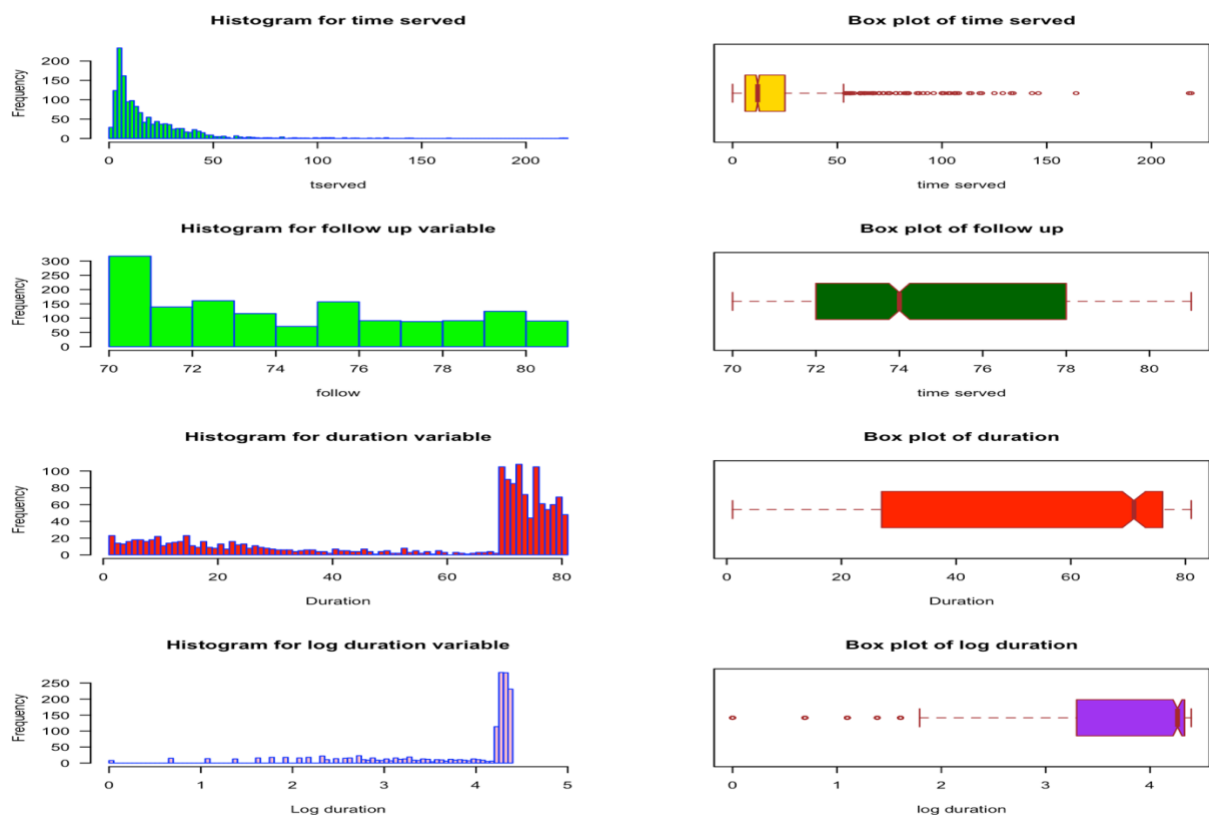 Histogram for time served
Frequency
200
150
100
50
0
0 50 100 150 200
tserved
Box plot of time served
0 50 100 150 200
time served
Histogram for follow up variable
Frequency
300
250
200
150
100
50
0
70 72 74 76 78 80
follow
Box plot of follow up
70 72 74 76 78 80
time served
Histogram for duration variable
Frequency
100
80
60
40
20
0
0 20 40 60 80
Duration
Box plot of duration
0 20 40 60 80
Duration
Histogram for log duration variable
Frequency
250
200
150
100
50
0
0 1 2 3 4 5
Log duration
Box plot of log duration
0 1 2 3 4
log duration